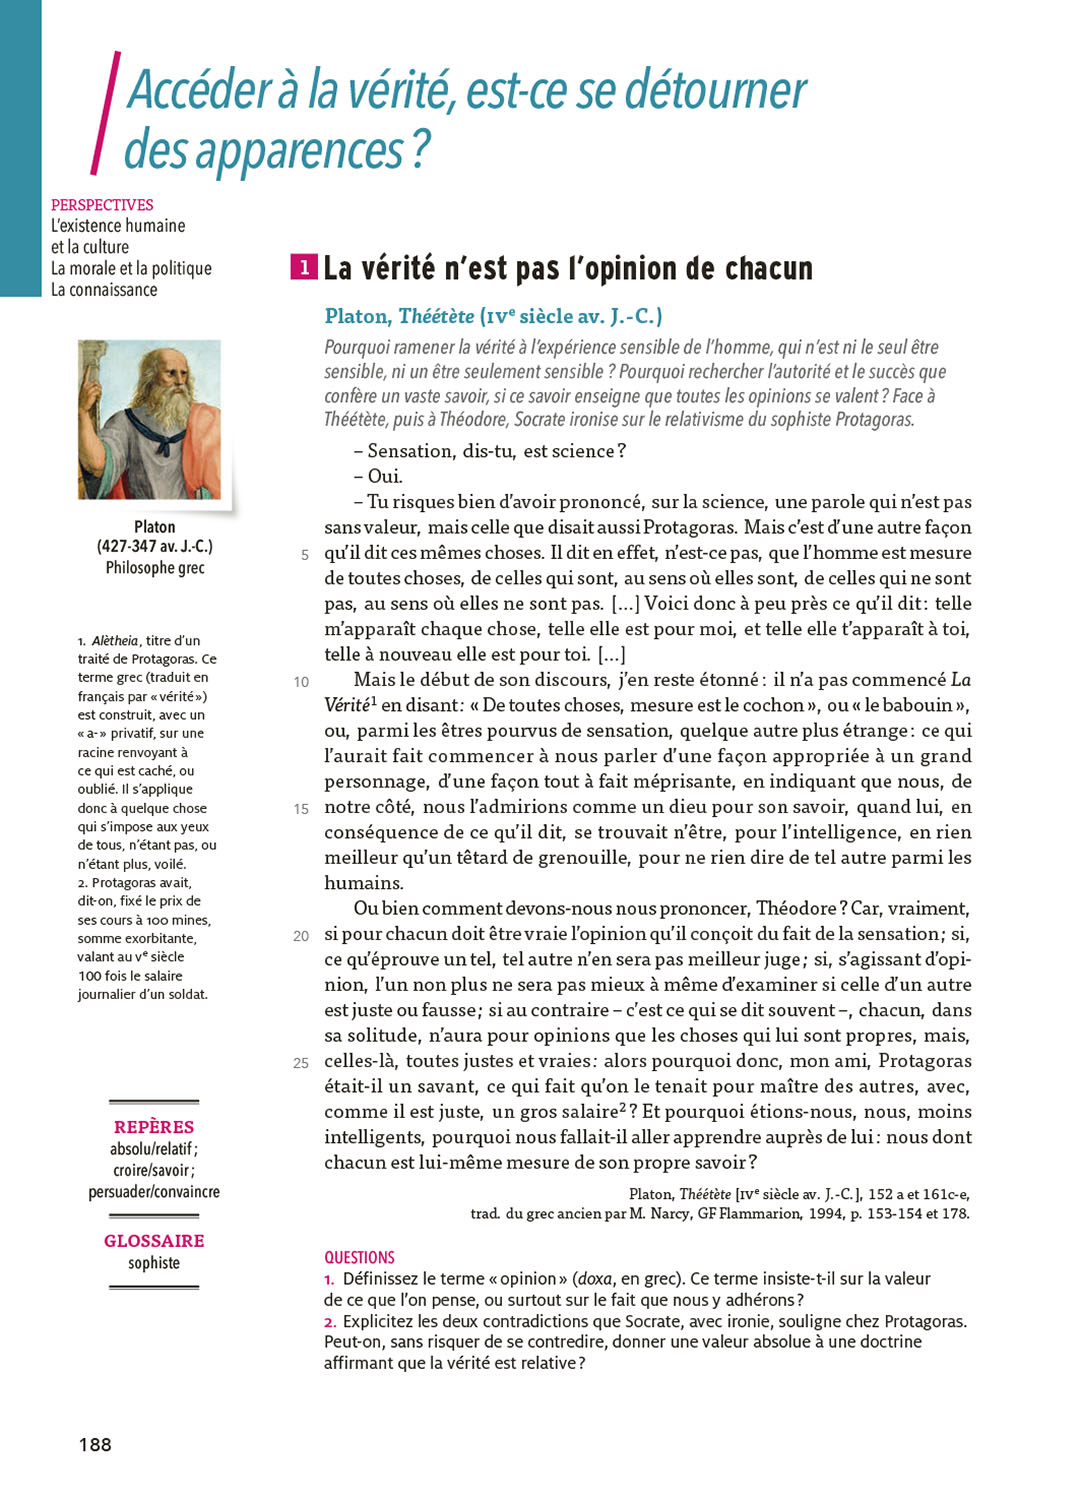 Accéder à la vérité, est-ce se détourner
des apparences ?
PERSPECTIVES
L’existence humaine
et la culture
La morale et la politique
La connaissance
1 La vérité n’est pas l’opinion de chacun
Platon, Théétète (IVe siècle av. J.-C.)
Pourquoi ramener la vérité à l’expérience sensible de l’homme, qui n’est ni le seul être
sensible, ni un être seulement sensible ? Pourquoi rechercher l’autorité et le succès que
confère un vaste savoir, si ce savoir enseigne que toutes les opinions se valent ? Face à
Théétète, puis à Théodore, Socrate ironise sur le relativisme du sophiste Protagoras.
Platon
(427-347 av. J.-C.)
Philosophe grec
– Sensation, dis-tu, est science ?
– Oui.
– Tu risques bien d’avoir prononcé, sur la science, une parole qui n’est pas
sans valeur, mais celle que disait aussi Protagoras. Mais c’est d’une autre façon
5 qu’il dit ces mêmes choses. Il dit en effet, n’est-ce pas, que l’homme est mesure
de toutes choses, de celles qui sont, au sens où elles sont, de celles qui ne sont
pas, au sens où elles ne sont pas. […] Voici donc à peu près ce qu’il dit : telle
m’apparaît chaque chose, telle elle est pour moi, et telle elle t’apparaît à toi,
telle à nouveau elle est pour toi. […]
10 Mais le début de son discours, j’en reste étonné : il n’a pas commencé La
Vérité1 en disant : « De toutes choses, mesure est le cochon », ou « le babouin »,
ou, parmi les êtres pourvus de sensation, quelque autre plus étrange : ce qui
l’aurait fait commencer à nous parler d’une façon appropriée à un grand
personnage, d’une façon tout à fait méprisante, en indiquant que nous, de
15 notre côté, nous l’admirions comme un dieu pour son savoir, quand lui, en
conséquence de ce qu’il dit, se trouvait n’être, pour l’intelligence, en rien
meilleur qu’un têtard de grenouille, pour ne rien dire de tel autre parmi les
humains.
Ou bien comment devons-nous nous prononcer, Théodore ? Car, vraiment,
20 si pour chacun doit être vraie l’opinion qu’il conçoit du fait de la sensation ; si,
ce qu’éprouve un tel, tel autre n’en sera pas meilleur juge ; si, s’agissant d’opi-
nion, l’un non plus ne sera pas mieux à même d’examiner si celle d’un autre
est juste ou fausse ; si au contraire – c’est ce qui se dit souvent –, chacun, dans
sa solitude, n’aura pour opinions que les choses qui lui sont propres, mais,
25 celles-là, toutes justes et vraies : alors pourquoi donc, mon ami, Protagoras
était-il un savant, ce qui fait qu’on le tenait pour maître des autres, avec,
comme il est juste, un gros salaire2 ? Et pourquoi étions-nous, nous, moins
intelligents, pourquoi nous fallait-il aller apprendre auprès de lui : nous dont
chacun est lui-même mesure de son propre savoir ?
Platon, Théétète [IVe siècle av. J.-C.], 152 a et 161c-e,
trad. du grec ancien par M. Narcy, GF Flammarion, 1994, p. 153-154 et 178.
1. Alètheia, titre d’un
traité de Protagoras. Ce
terme grec (traduit en
français par « vérité »)
est construit, avec un
« a- » privatif, sur une
racine renvoyant à
ce qui est caché, ou
oublié. Il s’applique
donc à quelque chose
qui s’impose aux yeux
de tous, n’étant pas, ou
n’étant plus, voilé.
2. Protagoras avait,
dit-on, fixé le prix de
ses cours à 100 mines,
somme exorbitante,
valant au Ve siècle
100 fois le salaire
journalier d’un soldat.
REPÈRES
absolu/relatif ;
croire/savoir ;
persuader/convaincre
GLOSSAIRE
sophiste
QUESTIONS
1. Définissez le terme « opinion » (doxa, en grec). Ce terme insiste-t-il sur la valeur
de ce que l’on pense, ou surtout sur le fait que nous y adhérons ?
2. Explicitez les deux contradictions que Socrate, avec ironie, souligne chez Protagoras.
Peut-on, sans risquer de se contredire, donner une valeur absolue à une doctrine
affirmant que la vérité est relative ?
188